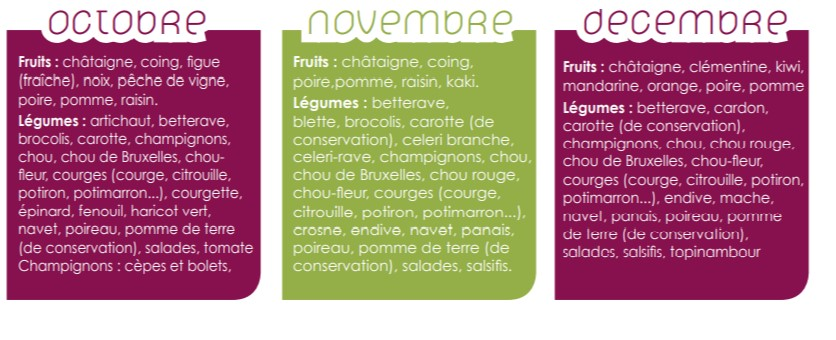 octobre
Fruits : châtaigne, coing, figue
(fraîche), noix, pêche de vigne,
poire, pomme, raisin.
Légumes : artichaut, betterave,
brocolis, carotte, champignons,
chou, chou de Bruxelles, chou-
fleur, courges (courge, citrouille,
potiron, potimarron...), courgette,
épinard, fenouil, haricot vert,
navet, poireau, pomme de terre
(de conservation), salades, tomate
Champignons : cèpes et bolets,
novembre
Fruits : châtaigne, coing,
poire,pomme, raisin, kaki.
Légumes : betterave,
blette, brocolis, carotte (de
conservation), celeri branche,
celeri-rave, champignons, chou,
chou de Bruxelles, chou rouge,
chou-fleur, courges (courge,
citrouille, potiron, potimarron...),
crosne, endive, navet, panais,
poireau, pomme de terre (de
conservation), salades, salsifis.
decembre
Fruits : châtaigne, clémentine, kiwi,
mandarine, orange, poire, pomme
Légumes : betterave, cardon,
carotte (de conservation),
champignons, chou, chou rouge,
chou de Bruxelles, chou-fleur,
courges (courge, citrouille, potiron,
potimarron...), endive, mache,
navet, panais, poireau, pomme
de terre (de conservation),
salades, salsifis, topinambour